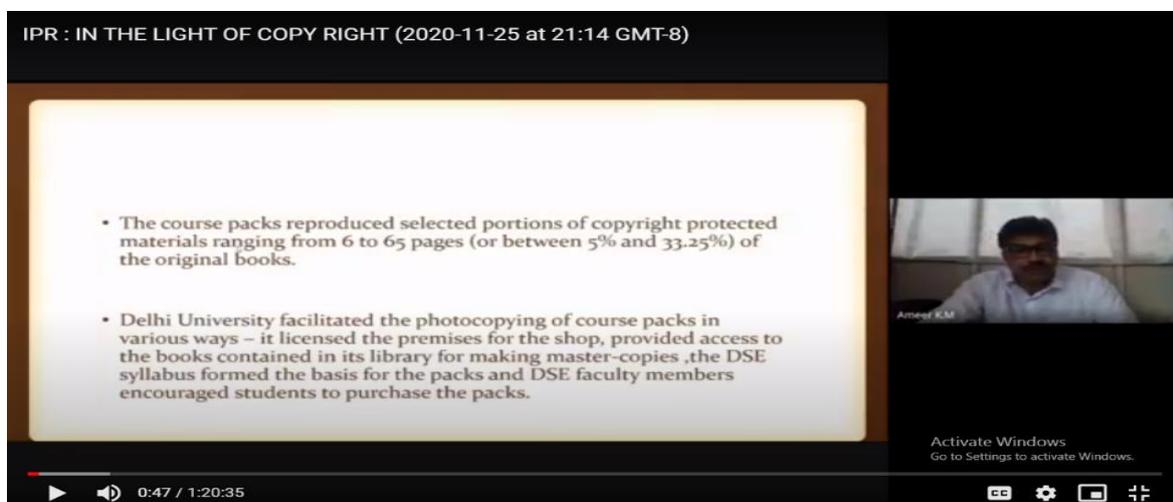 IPR : IN THE LIGHT OF COPY RIGHT (2020-11-25 at 21:14 GMT-8)
• The course packs reproduced selected portions of copyright protected
materials ranging from 6 to 65 pages (or between 5% and 33.25%) of
the original books.
• Delhi University facilitated the photocopying of course packs in
various ways – it licensed the premises for the shop, provided access to
the books contained in its library for making master-copies ,the DSE
syllabus formed the basis for the packs and DSE faculty members
encouraged students to purchase the packs.
Ameer K.M
Activate Windows
Go to Settings to activate Windows.
0:47 / 1:20:35
CC